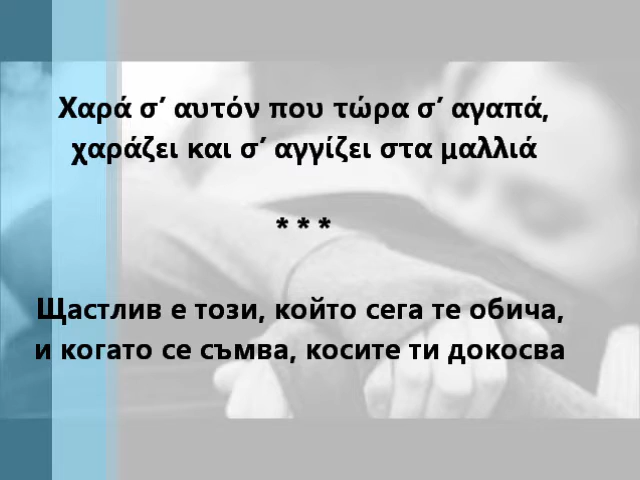 Χαρά σ’ αυτόν που τώρα σ’ αγαπά,
χαράζει και σ’ αγγίζει στα μαλλιά
* * *
Щастлив е този, който сега те обича,
и когато се съмва, косите ти докосва